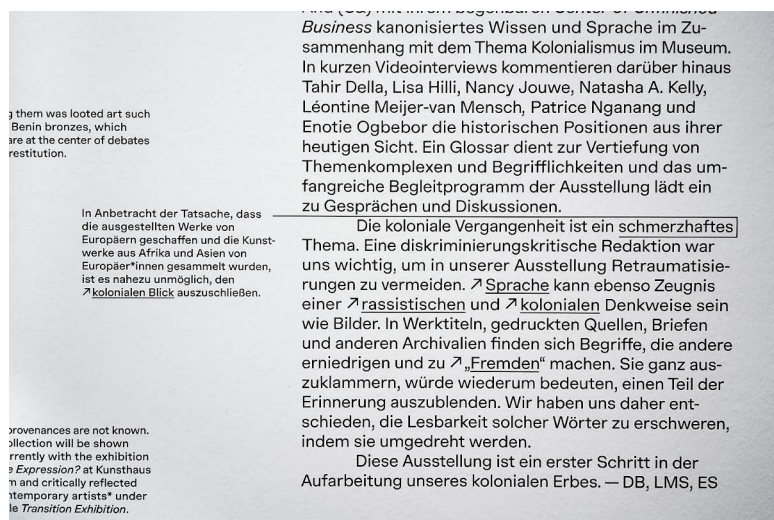 Business kanonisiertes Wissen und Sprache im Zu-
sammenhang mit dem Thema Kolonialismus im Museum.
In kurzen Videointerviews kommentieren darüber hinaus
Tahir Della, Lisa Hilli, Nancy Jouwe, Natasha A. Kelly,
Léontine Meijer-van Mensch, Patrice Nganang und
Enotie Ogbebor die historischen Positionen aus ihrer
heutigen Sicht. Ein Glossar dient zur Vertiefung von
Themenkomplexen und Begrifflichkeiten und das um-
fangreiche Begleitprogramm der Ausstellung lädt ein
zu Gesprächen und Diskussionen.
Die koloniale Vergangenheit ist ein schmerzhaftes
Thema. Eine diskriminierungskritische Redaktion war
uns wichtig, um in unserer Ausstellung Retraumatisie-
rungen zu vermeiden. ↗Sprache kann ebenso Zeugnis
einer ↗rassistischen und ↗kolonialen Denkweise sein
wie Bilder. In Werktiteln, gedruckten Quellen, Briefen
und anderen Archivalien finden sich Begriffe, die andere
erniedrigen und zu ↗„Fremden“ machen. Sie ganz aus-
zuklammern, würde wiederum bedeuten, einen Teil der
Erinnerung auszublenden. Wir haben uns daher ent-
schieden, die Lesbarkeit solcher Wörter zu erschweren,
indem sie umgedreht werden.
Diese Ausstellung ist ein erster Schritt in der
Aufarbeitung unseres kolonialen Erbes. — DB, LMS, ES
them was looted art such
Benin bronzes, which
are at the center of debates
restitution.
In Anbetracht der Tatsache, dass
die ausgestellten Werke von
Europäern geschaffen und die Kunst-
werke aus Afrika und Asien von
Europäer*innen gesammelt wurden,
ist es nahezu unmöglich, den
↗kolonialen Blick auszuschließen.
provenances are not known.
will be shown
with the exhibition
Expression? at Kunsthaus
and critically reflected
artists* under
Transition Exhibition.